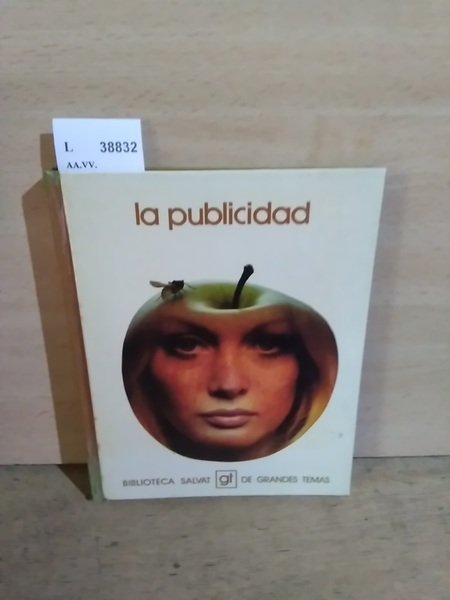 L 38832
AA.VV.
la publicidad
BIBLIOTECA SALVAT gt DE GRANDES TEMAS